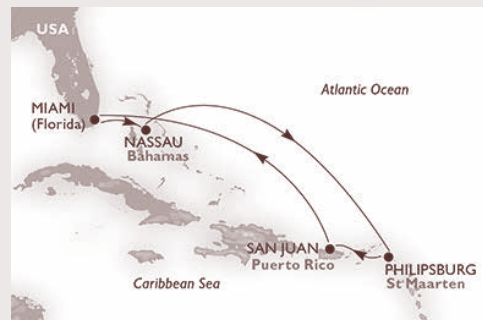 USA
Atlantic Ocean
MIAMI
(Florida)
NASSAU
Bahamas
SAN JUAN
Puerto Rico
PHILIPSBURG
St Maarten
Caribbean Sea